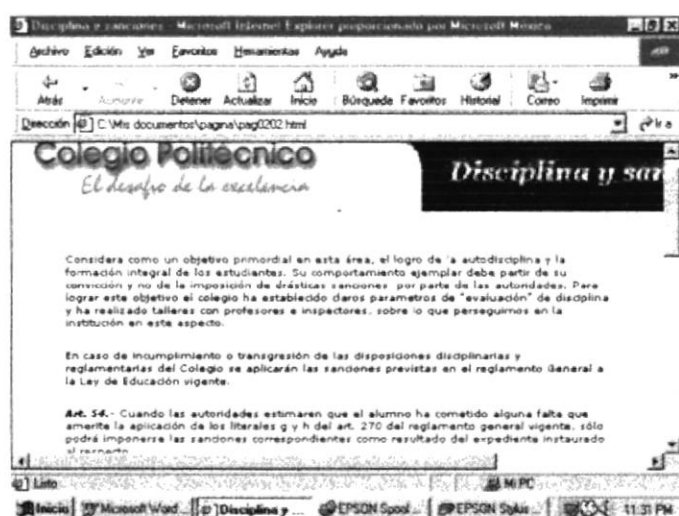 Disciplina y sanciones - Microsoft Internet Explorer proporcionado por Microsoft México
Archivo Edición Ver Favoritos Herramientas Ayuda
Atrás Detener Actualizar Inicio Búsqueda Favoritos Historial Correo Imprimir
Dirección C:\Mis documentos\pagina\pag0202.html Ir a
Colegio Politécnico
El desafio de la excelencia
Disciplina y san
Considera como un objetivo primordial en esta área, el logro de la autodisciplina y la
formación integral de los estudiantes. Su comportamiento ejemplar debe partir de su
convicción y no de la imposición de drásticas sanciones por parte de las autoridades. Para
lograr este objetivo el colegio ha establecido claros parametros de "evaluación" de disciplina
y ha realizado talleres con profesores e inspectores, sobre lo que perseguimos en la
institución en este aspecto.
En caso de incumplimiento o transgresión de las disposiciones disciplinarias y
reglamentarias del Colegio se aplicarán las sanciones previstas en el reglamento General a
la Ley de Educación vigente.
Art. 54.- Cuando las autoridades estimaren que el alumno ha cometido alguna falta que
amerite la aplicación de los literales g y h del art. 270 del reglamento general vigente, sólo
podrá imponerse las sanciones correspondientes como resultado del expediente instaurado
al respecto
Listo Mi PC
Inicio Microsoft Word ... Disciplina y ... EPSON Spool... EPSON Stylus ... 11:31 PM